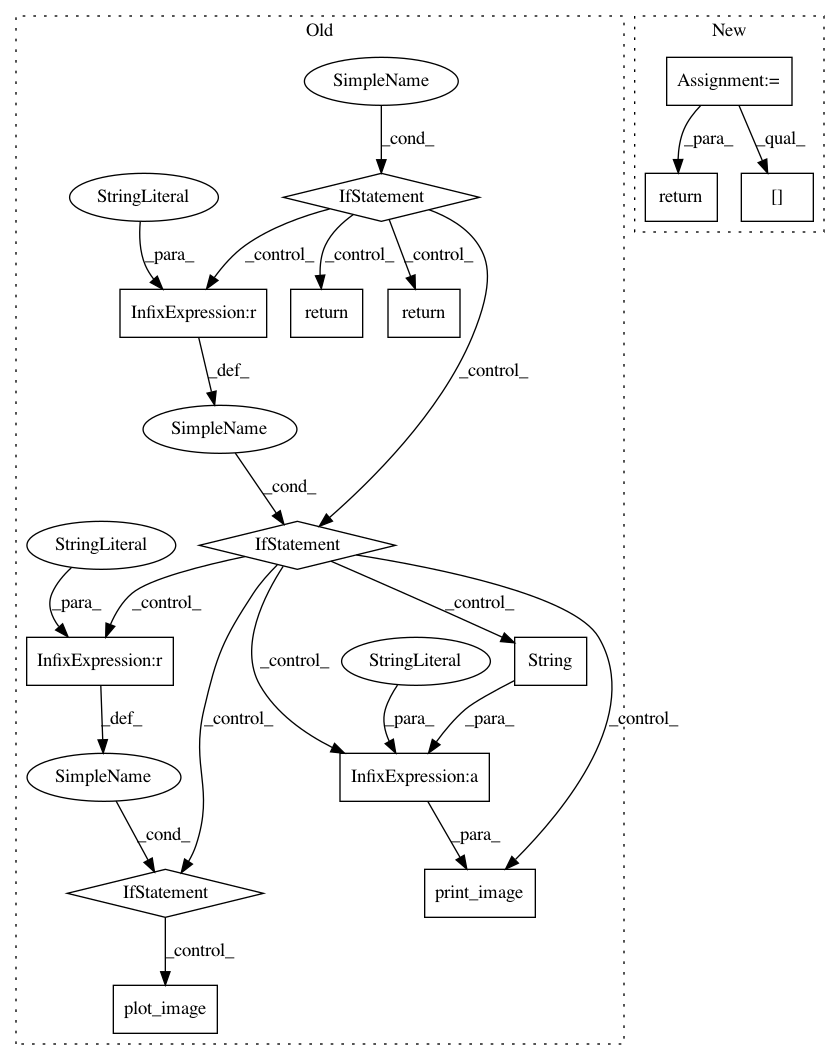 Old
New
SimpleName
Assignment:=
_cond_
_para_
_qual_
StringLiteral
IfStatement
return
[]
_para_
_control_
_control_
_control_
InfixExpression:r
return
return
_def_
_control_
SimpleName
_cond_
StringLiteral
IfStatement
_para_
_control_
_control_
InfixExpression:r
_control_
StringLiteral
String
_def_
_control_
_para_
_para_
_control_
SimpleName
InfixExpression:a
_cond_
_para_
IfStatement
print_image
_control_
plot_image